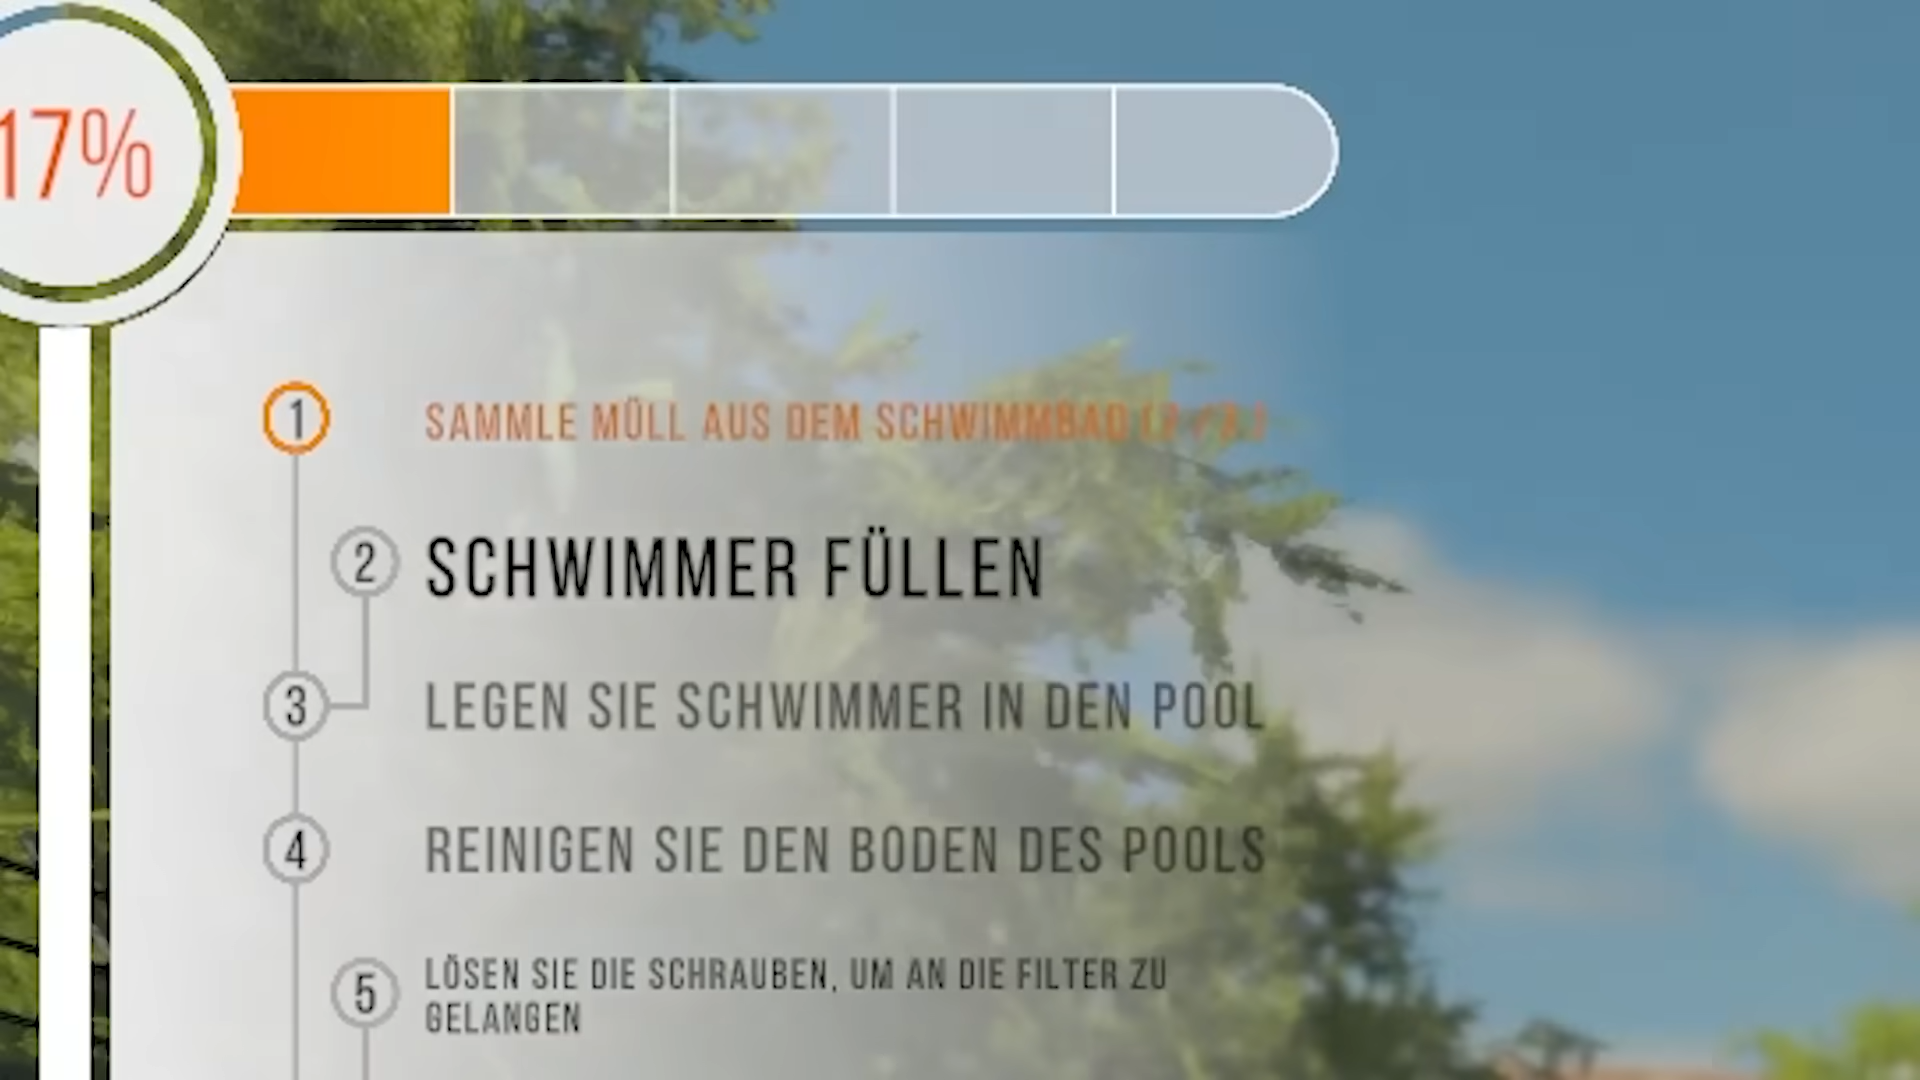 17%
1 SAMMLE MÜLL AUS DEM SCHWIMMBAD
2 SCHWIMMER FÜLLEN
3 LEGEN SIE SCHWIMMER IN DEN POOL
4 REINIGEN SIE DEN BODEN DES POOLS
5 LÖSEN SIE DIE SCHRAUBEN, UM AN DIE FILTER ZU
GELANGEN